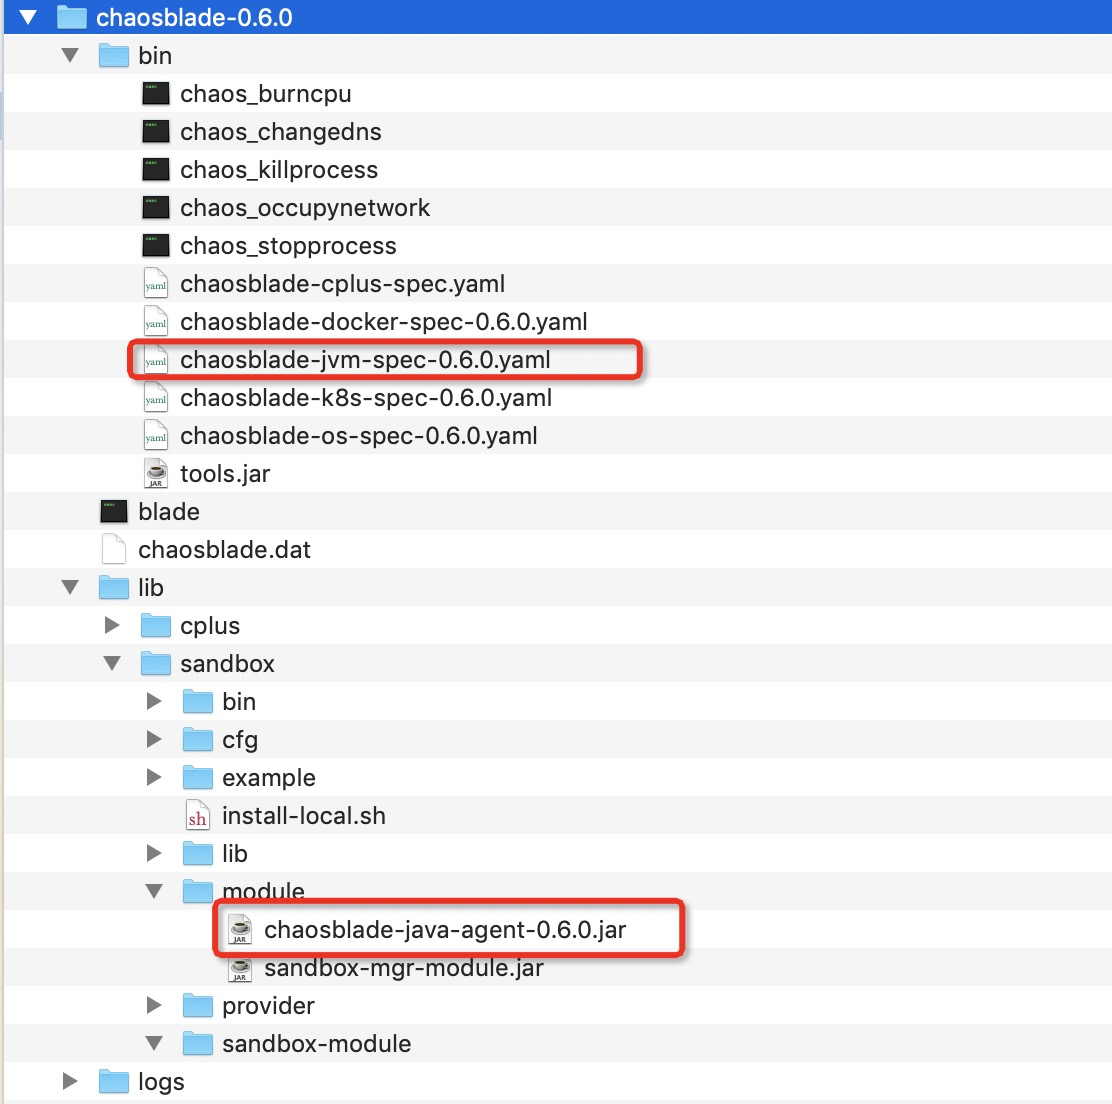 chaosblade-0.6.0
bin
chaos_burncpu
chaos_changedns
chaos_killprocess
chaos_occupynetwork
chaos_stopprocess
yaml chaosblade-cplus-spec.yaml
yaml chaosblade-docker-spec-0.6.0.yaml
yaml chaosblade-jvm-spec-0.6.0.yaml
yaml chaosblade-k8s-spec-0.6.0.yaml
yaml chaosblade-os-spec-0.6.0.yaml
JAR tools.jar
blade
chaosblade.dat
lib
cplus
sandbox
bin
cfg
example
sh install-local.sh
lib
module
JAR chaosblade-java-agent-0.6.0.jar
JAR sandbox-mgr-module.jar
provider
sandbox-module
logs